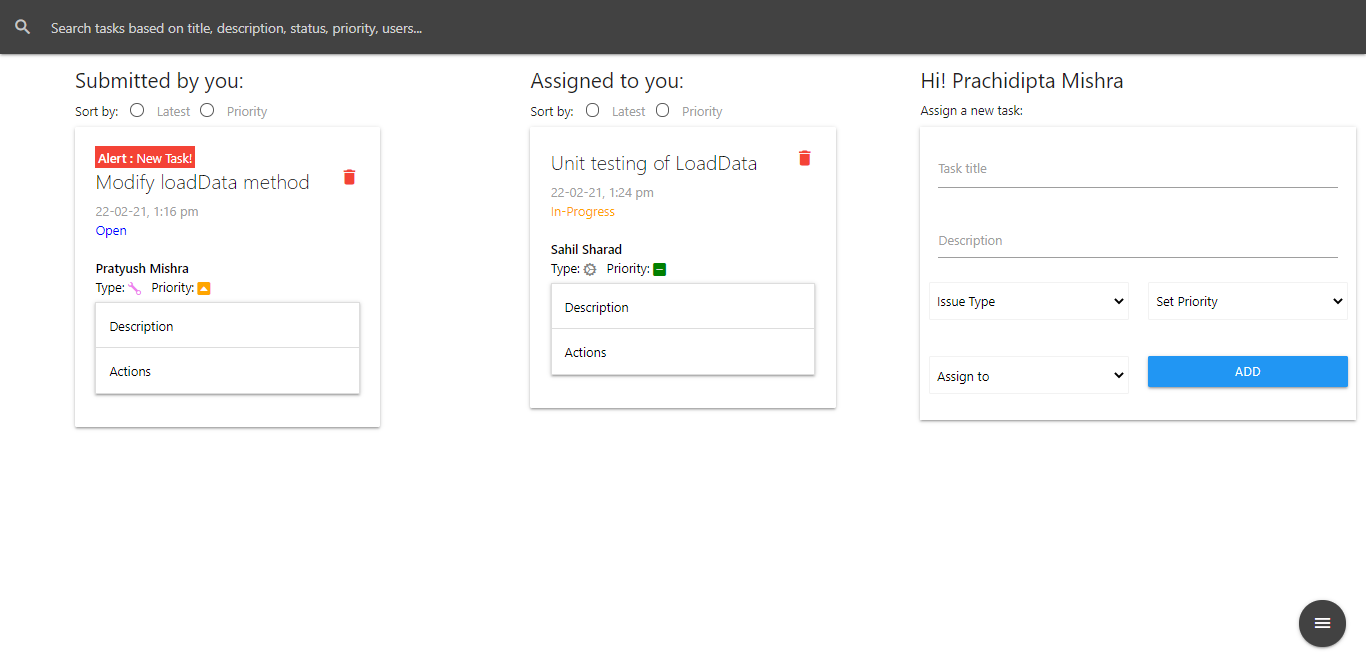 Search tasks based on title, description, status, priority, users...
Submitted by you:
Sort by: Latest Priority
Alert : New Task!
Modify loadData method
22-02-21, 1:16 pm
Open
Pratyush Mishra
Type: Priority:
Description
Actions
Assigned to you:
Sort by: Latest Priority
Unit testing of LoadData
22-02-21, 1:24 pm
In-Progress
Sahil Sharad
Type: Priority:
Description
Actions
Hi! Prachidipta Mishra
Assign a new task:
Task title
Description
Issue Type Set Priority
Assign to ADD